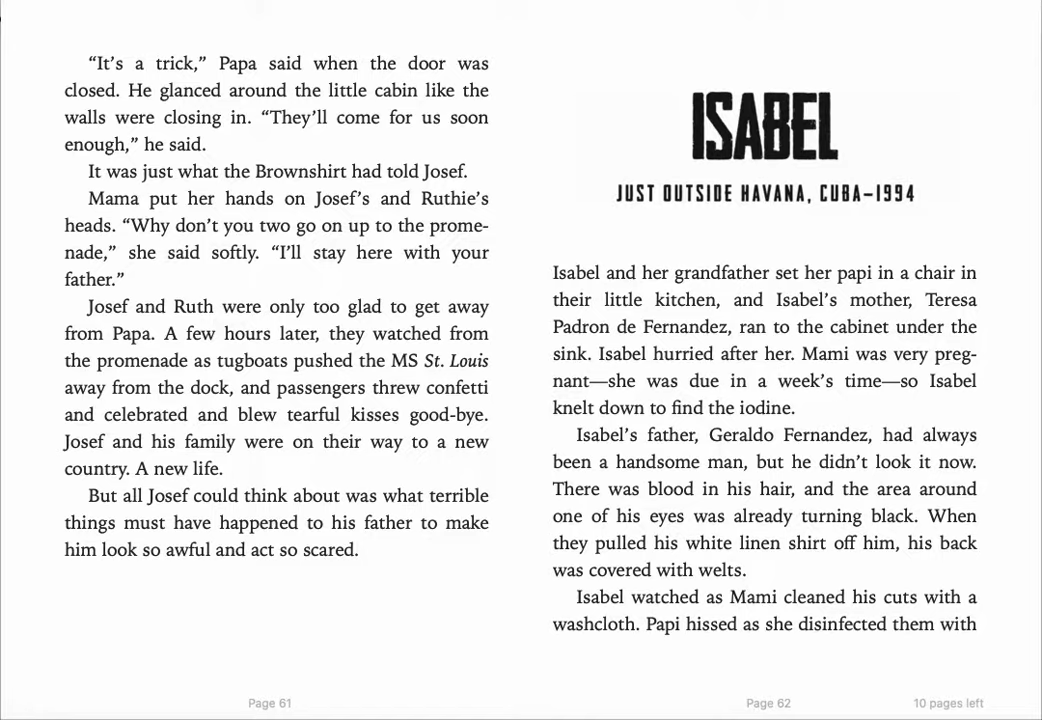 “It’s a trick,” Papa said when the door was
closed. He glanced around the little cabin like the
walls were closing in. “They’ll come for us soon
enough,” he said.
It was just what the Brownshirt had told Josef.
Mama put her hands on Josef’s and Ruthie’s
heads. “Why don’t you two go on up to the prome-
nade,” she said softly. “I’ll stay here with your
father.”
Josef and Ruth were only too glad to get away
from Papa. A few hours later, they watched from
the promenade as tugboats pushed the MS St. Louis
away from the dock, and passengers threw confetti
and celebrated and blew tearful kisses good-bye.
Josef and his family were on their way to a new
country. A new life.
But all Josef could think about was what terrible
things must have happened to his father to make
him look so awful and act so scared.
Page 61
ISABEL
JUST OUTSIDE HAVANA, CUBA–1994
Isabel and her grandfather set her papi in a chair in
their little kitchen, and Isabel’s mother, Teresa
Padron de Fernandez, ran to the cabinet under the
sink. Isabel hurried after her. Mami was very preg-
nant—she was due in a week’s time—so Isabel
knelt down to find the iodine.
Isabel’s father, Geraldo Fernandez, had always
been a handsome man, but he didn’t look it now.
There was blood in his hair, and the area around
one of his eyes was already turning black. When
they pulled his white linen shirt off him, his back
was covered with welts.
Isabel watched as Mami cleaned his cuts with a
washcloth. Papi hissed as she disinfected them with
Page 62
10 pages left